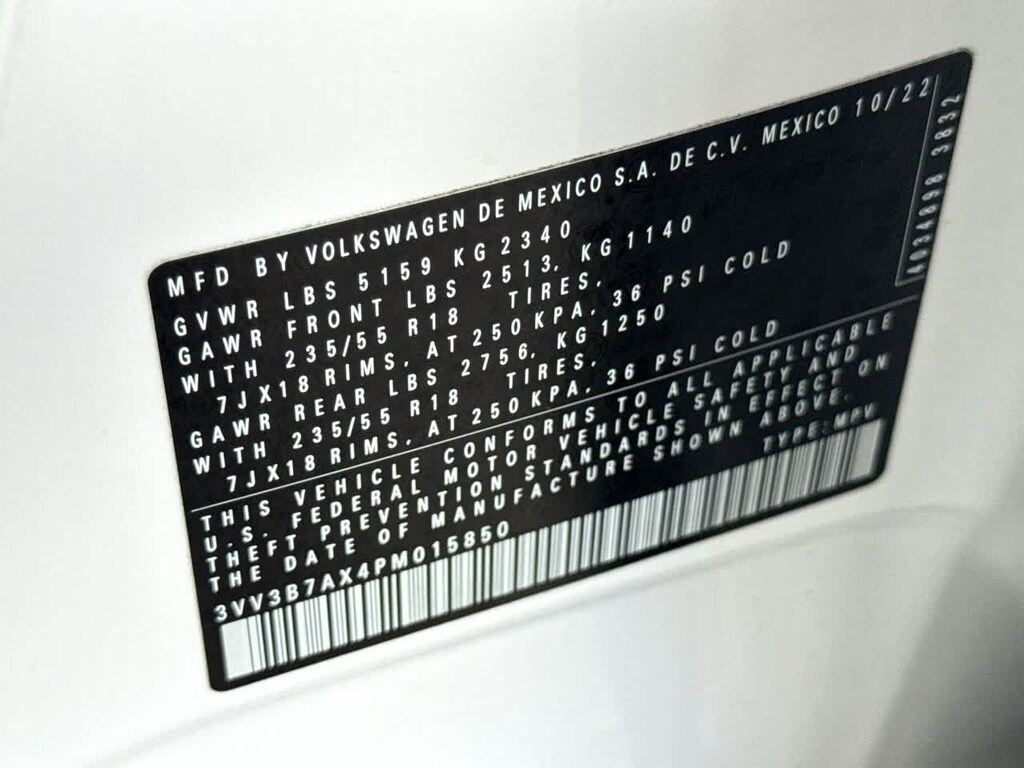 MFD BY VOLKSWAGEN DE MEXICO S.A. DE C.V. MEXICO 10/22
GVWR LBS 5159 KG 2340
GAWR FRONT LBS 2513, KG 1140
WITH 235/55 R18 TIRES,
7JX18 RIMS, AT 250KPA, 36 PSI COLD
GAWR REAR LBS 2756, KG 1250
WITH 235/55 R18 TIRES,
7JX18 RIMS, AT 250KPA, 36 PSI COLD
THIS VEHICLE CONFORMS TO ALL APPLICABLE
U.S. FEDERAL MOTOR VEHICLE SAFETY AND
THEFT PREVENTION STANDARDS IN EFFECT ON
THE DATE OF MANUFACTURE SHOWN ABOVE.
3VV3B7AX4PM015850 TYPE:MPV
4034898 3832